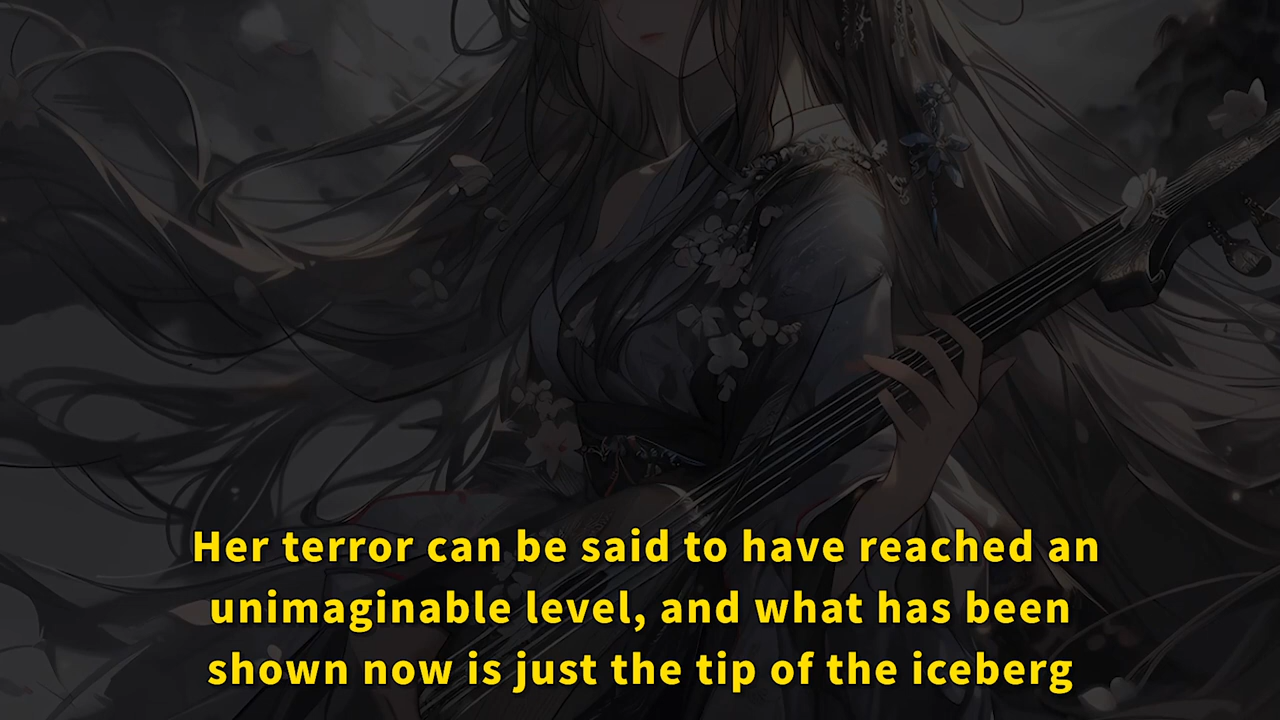 Her terror can be said to have reached an
unimaginable level, and what has been
shown now is just the tip of the iceberg